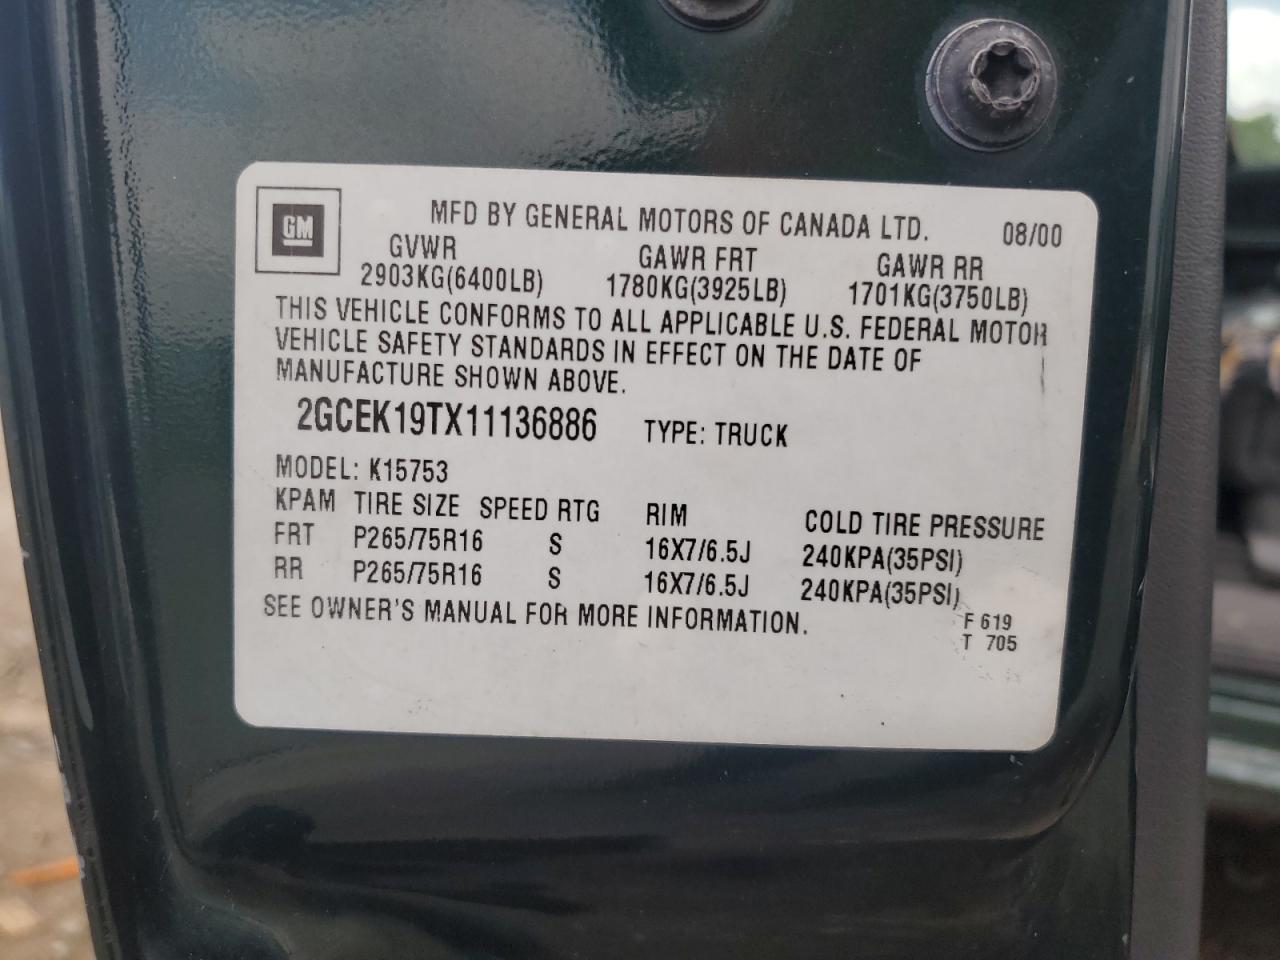 GM
MFD BY GENERAL MOTORS OF CANADA LTD. 08/00
GVWR GAWR FRT GAWR RR
2903KG(6400LB) 1780KG(3925LB) 1701KG(3750LB)
THIS VEHICLE CONFORMS TO ALL APPLICABLE U.S. FEDERAL MOTOR
VEHICLE SAFETY STANDARDS IN EFFECT ON THE DATE OF
MANUFACTURE SHOWN ABOVE.
2GCEK19TX11136886 TYPE: TRUCK
MODEL: K15753
KPAM TIRE SIZE SPEED RTG RIM COLD TIRE PRESSURE
FRT P265/75R16 S 16X7/6.5J 240KPA(35PSI)
RR P265/75R16 S 16X7/6.5J 240KPA(35PSI)
SEE OWNER'S MANUAL FOR MORE INFORMATION.
F 619
T 705